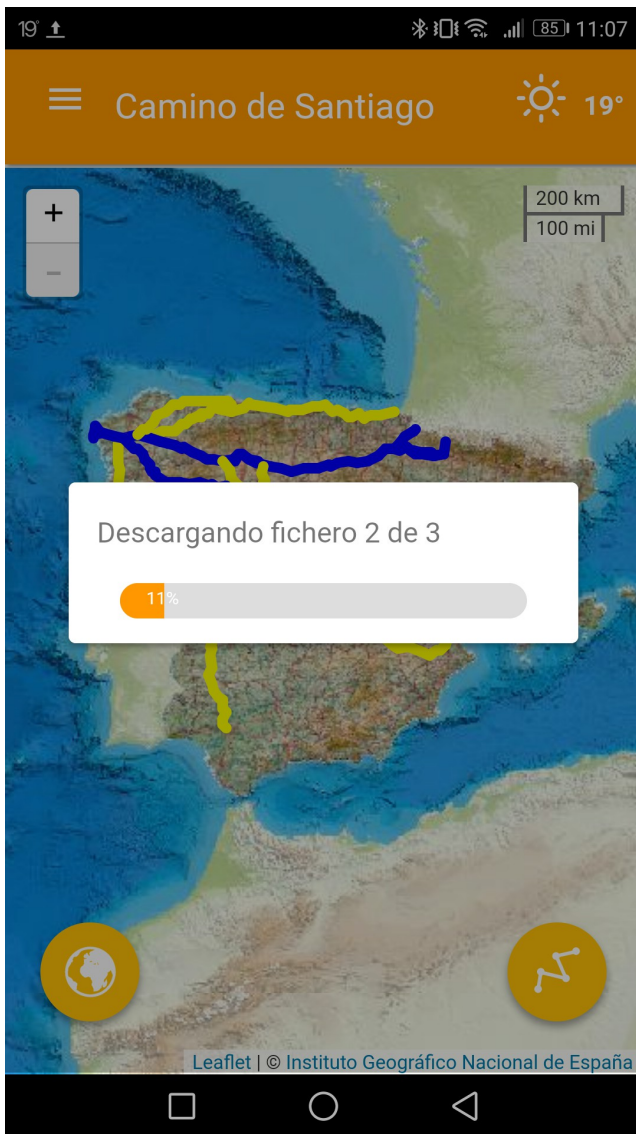 19° 85 11:07
Camino de Santiago 19°
+
−
200 km
100 mi
Descargando fichero 2 de 3
11%
Leaflet | © Instituto Geográfico Nacional de España